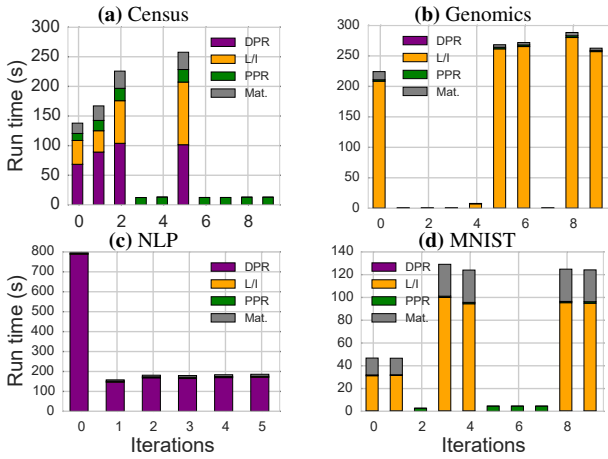 (a) Census
Run time (s)
300
250
200
150
100
50
0
DPR
L/I
PPR
Mat.
0 2 4 6 8
(b) Genomics
300
250
200
150
100
50
0
DPR
L/I
PPR
Mat.
0 2 4 6 8
(c) NLP
Run time (s)
800
700
600
500
400
300
200
100
0
DPR
L/I
PPR
Mat.
0 1 2 3 4 5
Iterations
(d) MNIST
140
120
100
80
60
40
20
0
DPR
L/I
PPR
Mat.
0 2 4 6 8
Iterations